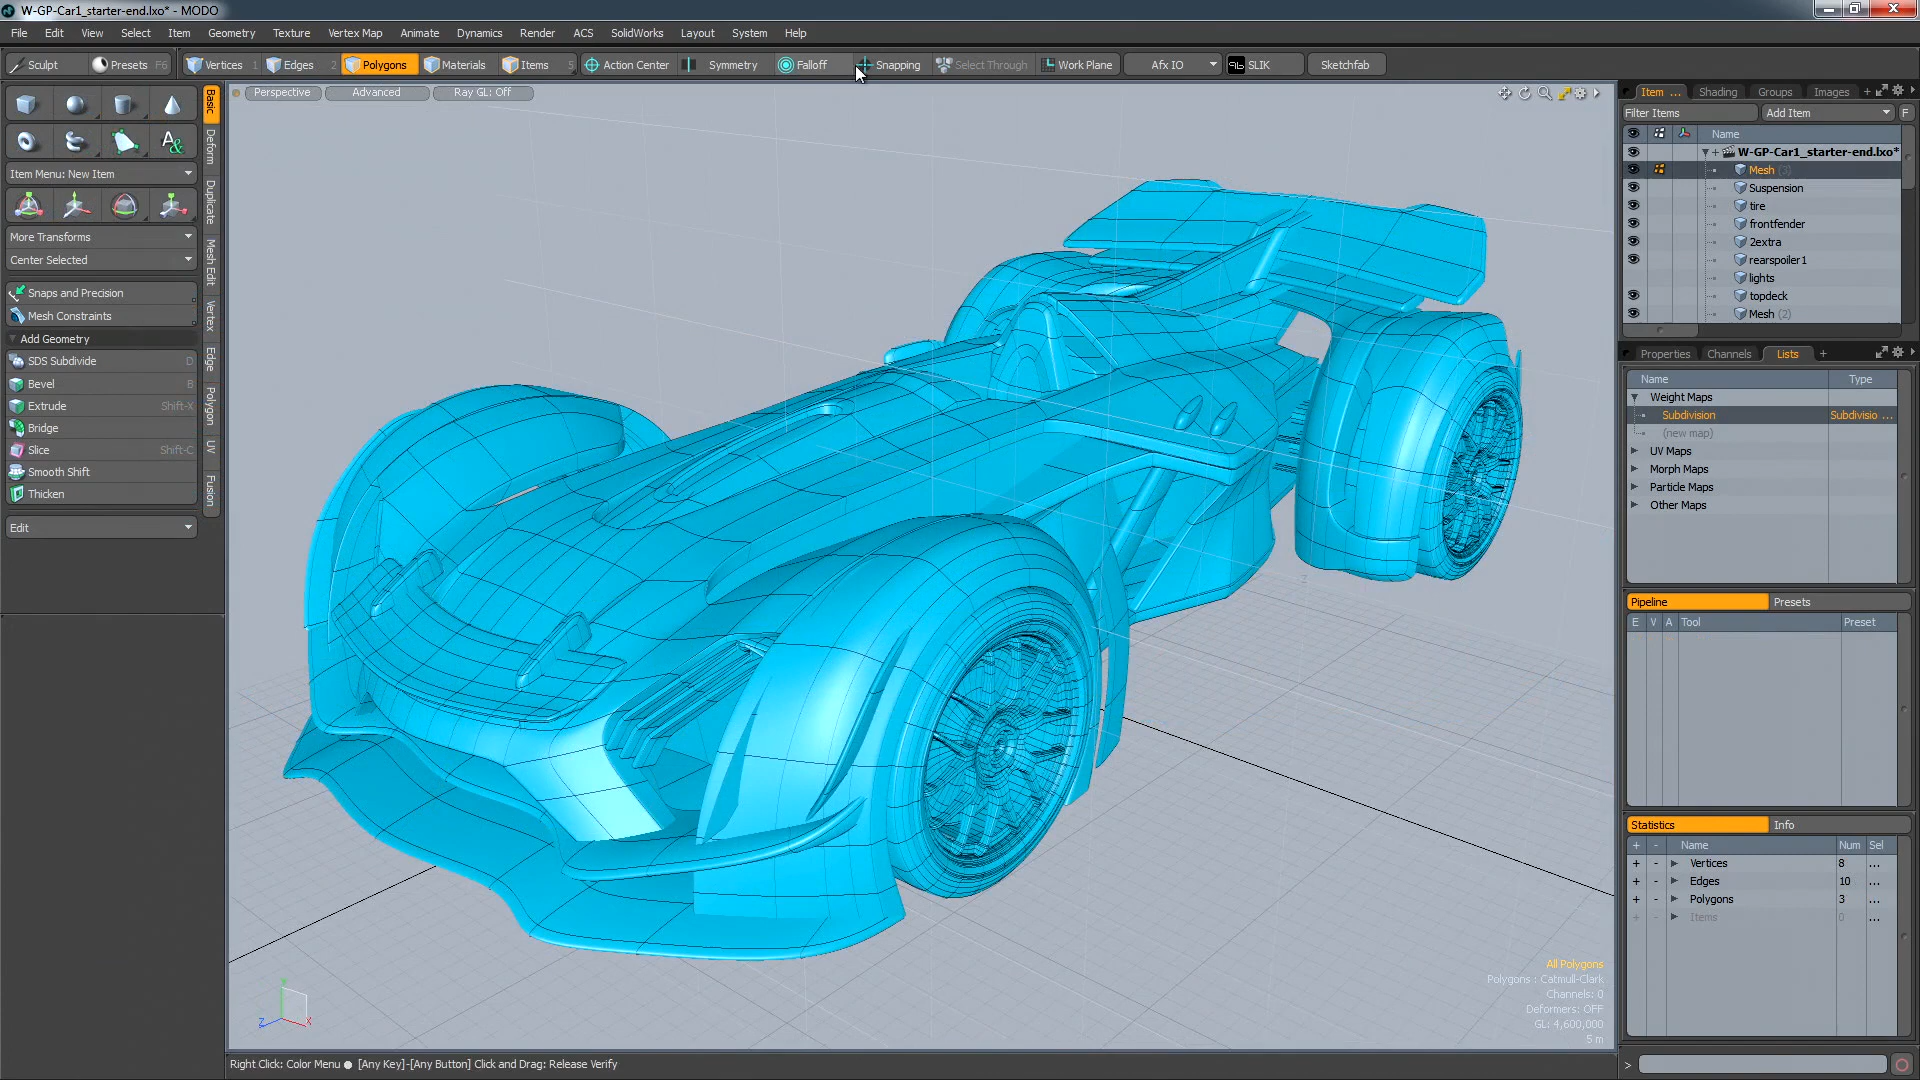 W-GP-Car1_starter-end.lxo* - MODO
File Edit View Select Item Geometry Texture Vertex Map Animate Dynamics Render ACS SolidWorks Layout System Help
Sculpt Presets F6 Vertices 1 Edges 2 Polygons Materials Items 5 Action Center Symmetry Falloff Snapping Select Through Work Plane Afx IO SLIK Sketchfab
Perspective Advanced Ray GL: Off
Basic
Deform
Duplicate
Mesh Edit
Vertex
Edge
Polygon
UV
Fusion
Item Menu: New Item
More Transforms
Center Selected
Snaps and Precision
Mesh Constraints
Add Geometry
SDS Subdivide D
Bevel B
Extrude Shift-X
Bridge
Slice Shift-C
Smooth Shift
Thicken
Edit
All Polygons
Polygons : Catmull-Clark
Channels: 0
Deformers: OFF
GL: 4,600,000
5 m
Y
Z
X
Right Click: Color Menu ● [Any Key]-[Any Button] Click and Drag: Release Verify
Item ... Shading Groups Images +
Filter Items Add Item F
Name
W-GP-Car1_starter-end.lxo*
Mesh (3)
Suspension
tire
frontfender
2extra
rearspoiler1
lights
topdeck
Mesh (2)
Properties Channels Lists +
Name Type
Weight Maps
Subdivision Subdivisio ...
(new map)
UV Maps
Morph Maps
Particle Maps
Other Maps
Pipeline Presets
E V A Tool Preset
Statistics Info
+ - Name Num Sel
+ - Vertices 8 ...
+ - Edges 10 ...
+ - Polygons 3 ...
+ - Items 0 ...
>